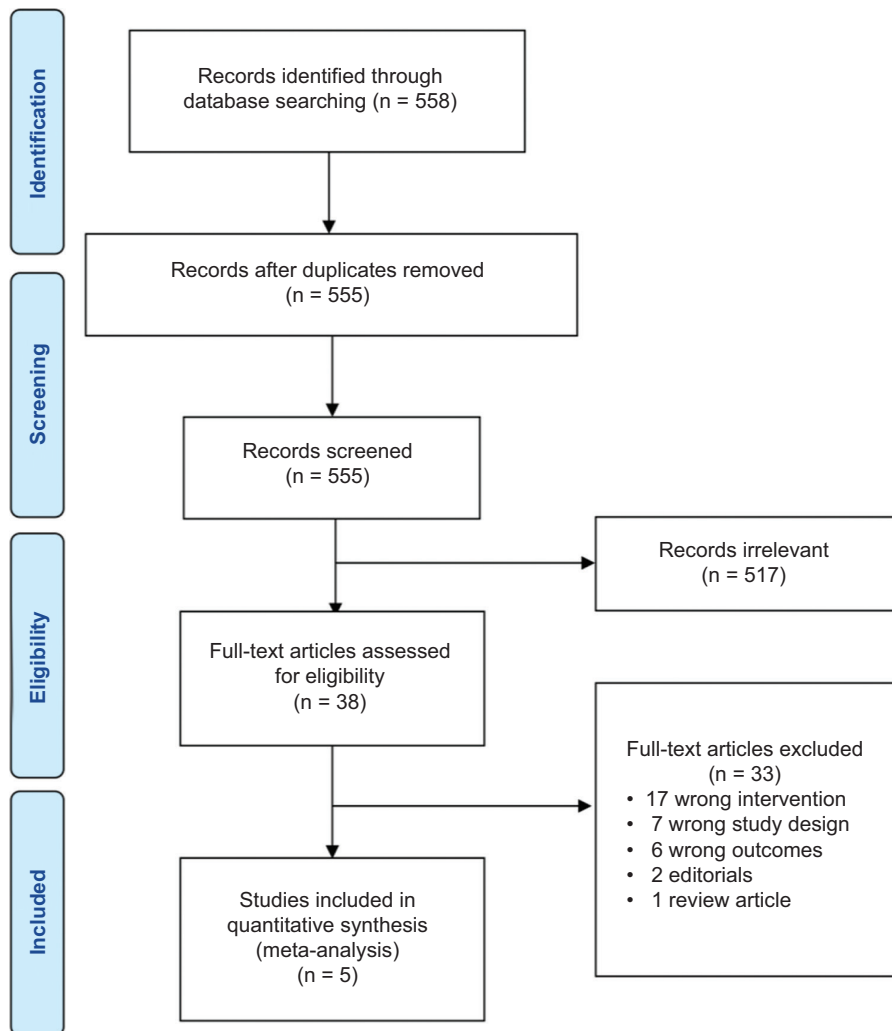 Identification
Records identified through
database searching (n = 558)
Records after duplicates removed
(n = 555)
Screening
Records screened
(n = 555)
Records irrelevant
(n = 517)
Eligibility
Full-text articles assessed
for eligibility
(n = 38)
Full-text articles excluded
(n = 33)
• 17 wrong intervention
• 7 wrong study design
• 6 wrong outcomes
• 2 editorials
• 1 review article
Included
Studies included in
quantitative synthesis
(meta-analysis)
(n = 5)